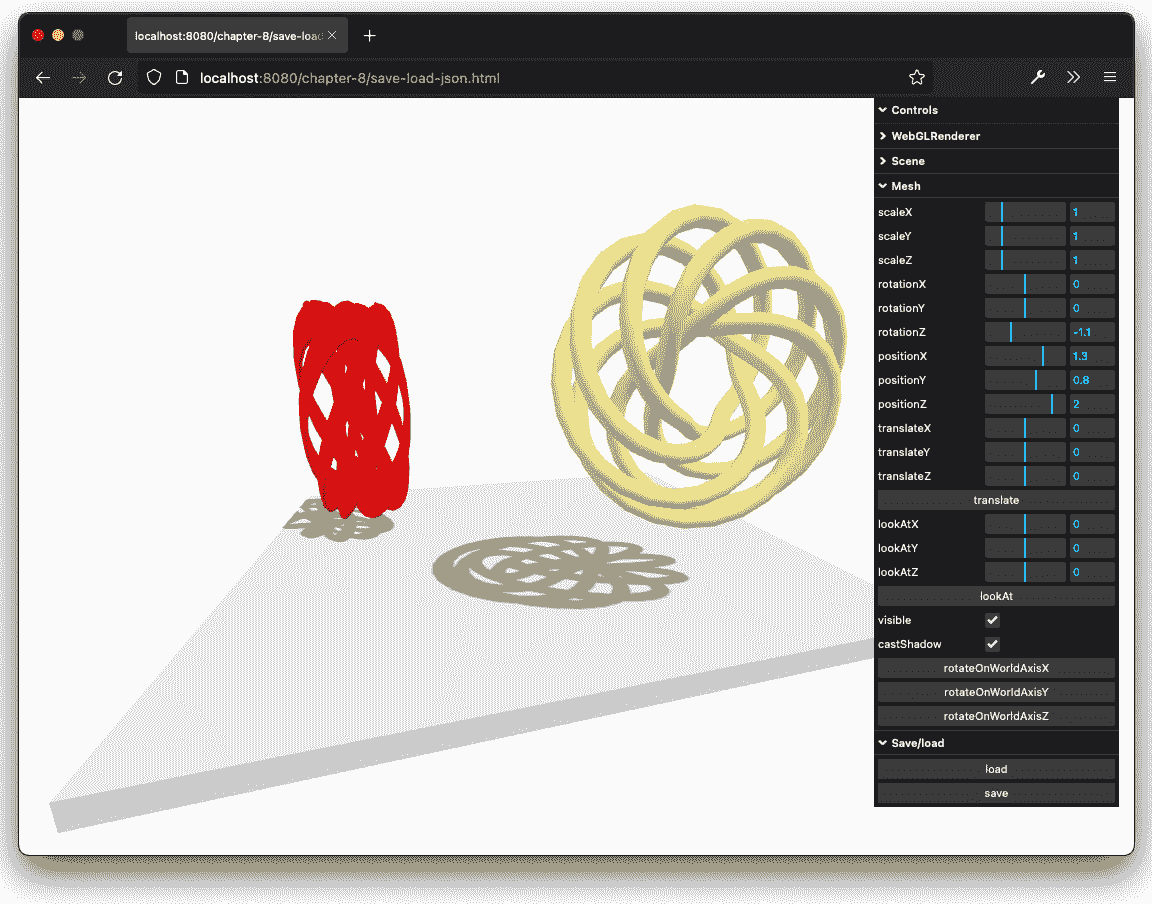 localhost:8080/chapter-8/save-load
localhost:8080/chapter-8/save-load-json.html
Controls
WebGLRenderer
Scene
Mesh
scaleX 1
scaleY 1
scaleZ 1
rotationX 0
rotationY 0
rotationZ -1.1
positionX 1.3
positionY 0.8
positionZ 2
translateX 0
translateY 0
translateZ 0
translate
lookAtX 0
lookAtY 0
lookAtZ 0
lookAt
visible
castShadow
rotateOnWorldAxisX
rotateOnWorldAxisY
rotateOnWorldAxisZ
Save/load
load
save